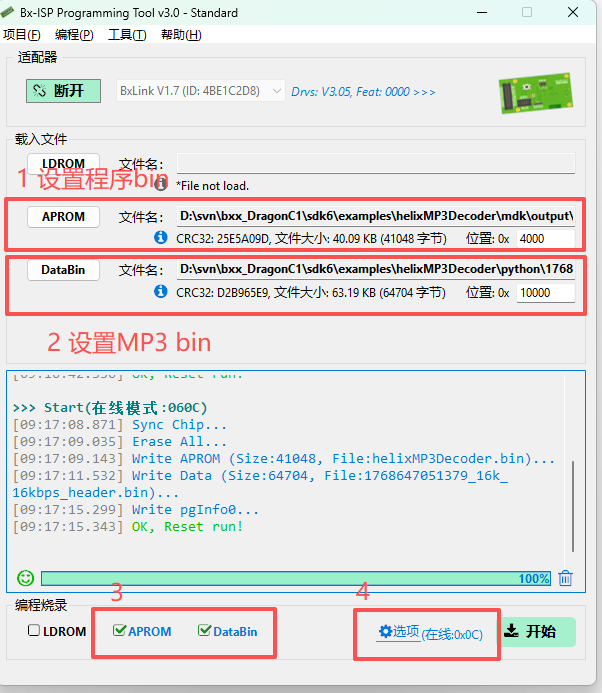 Bx-ISP Programming Tool v3.0 - Standard
项目(F) 编程(P) 工具(T) 帮助(H)
适配器
断开 BxLink V1.7 (ID: 4BE1C2D8) Drvs: V3.05, Feat: 0000 >>>
载入文件
LDROM 文件名:
*File not load.
1 设置程序bin
APROM 文件名: D:\svn\bxx_DragonC1\sdk6\examples\helixMP3Decoder\mdk\output\
CRC32: 25E5A09D, 文件大小: 40.09 KB (41048 字节) 位置: 0x 4000
DataBin 文件名: D:\svn\bxx_DragonC1\sdk6\examples\helixMP3Decoder\python\1768
CRC32: D2B965E9, 文件大小: 63.19 KB (64704 字节) 位置: 0x 10000
2 设置MP3 bin
>>> Start(在线模式:060C)
[09:17:08.871] Sync Chip...
[09:17:09.035] Erase All...
[09:17:09.143] Write APROM (Size:41048, File:helixMP3Decoder.bin)...
[09:17:11.532] Write Data (Size:64704, File:1768647051379_16k_
16kbps_header.bin)...
[09:17:15.299] Write pgInfo0...
[09:17:15.343] OK, Reset run!
100%
编程烧录
3
4
LDROM APROM DataBin 选项(在线:0x0C) 开始